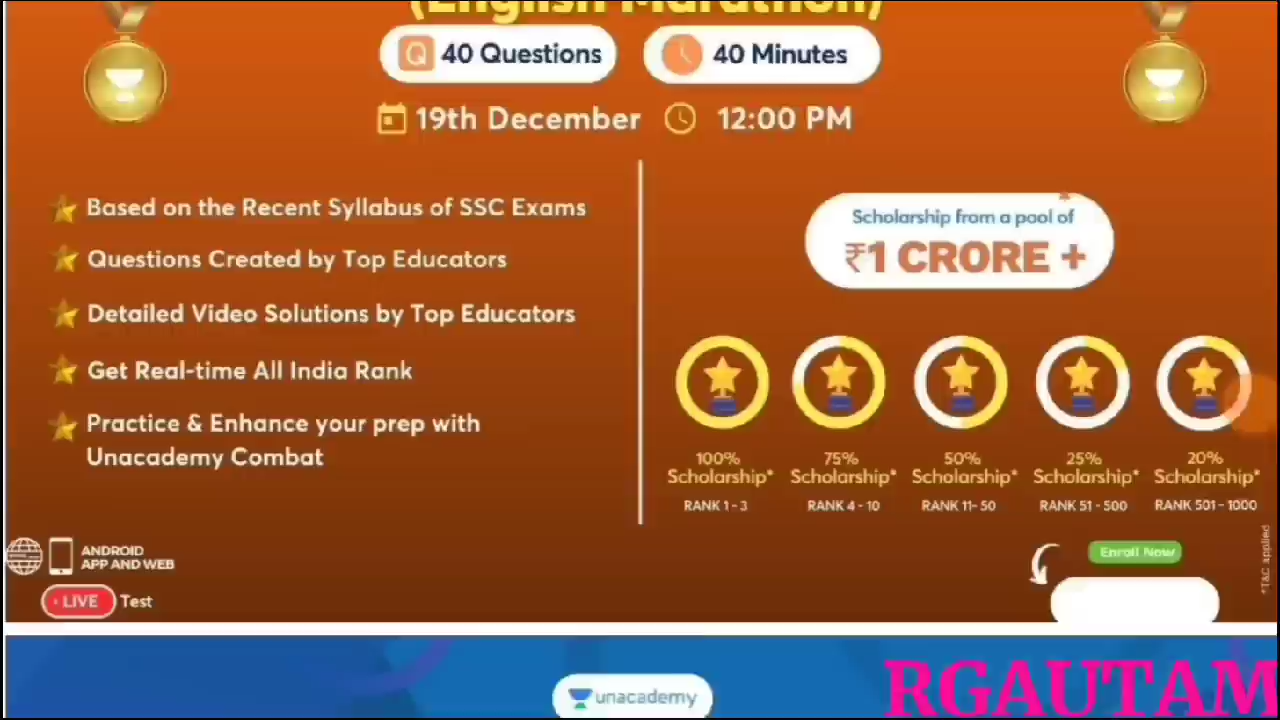 (English Marathon)
Q 40 Questions
40 Minutes
19th December
12:00 PM
Based on the Recent Syllabus of SSC Exams
Questions Created by Top Educators
Detailed Video Solutions by Top Educators
Get Real-time All India Rank
Practice & Enhance your prep with
Unacademy Combat
Scholarship from a pool of
₹1 CRORE +
100%
Scholarship*
RANK 1 - 3
75%
Scholarship*
RANK 4 - 10
50%
Scholarship*
RANK 11- 50
25%
Scholarship*
RANK 51 - 500
20%
Scholarship*
RANK 501 - 1000
*T&C applied
ANDROID
APP AND WEB
LIVE Test
Enroll Now
unacademy
RGAUTAM